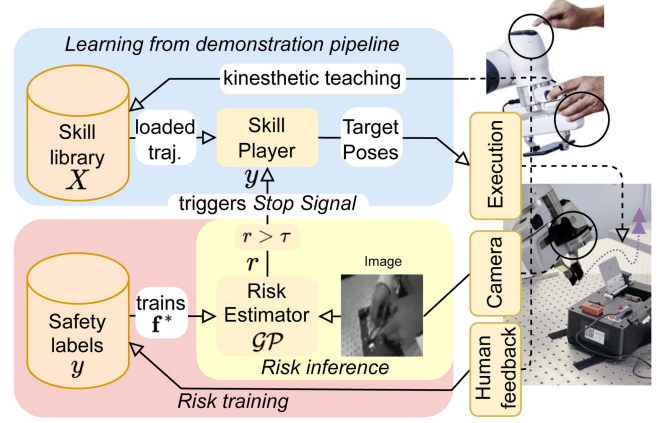 Learning from demonstration pipeline
kinesthetic teaching
Skill
library
X
loaded
traj.
Skill
Player
Target
Poses
Execution
y
triggers Stop Signal
r > τ
r
Image
Camera
Safety
labels
y
trains
f*
Risk
Estimator
GP
Human
feedback
Risk inference
Risk training